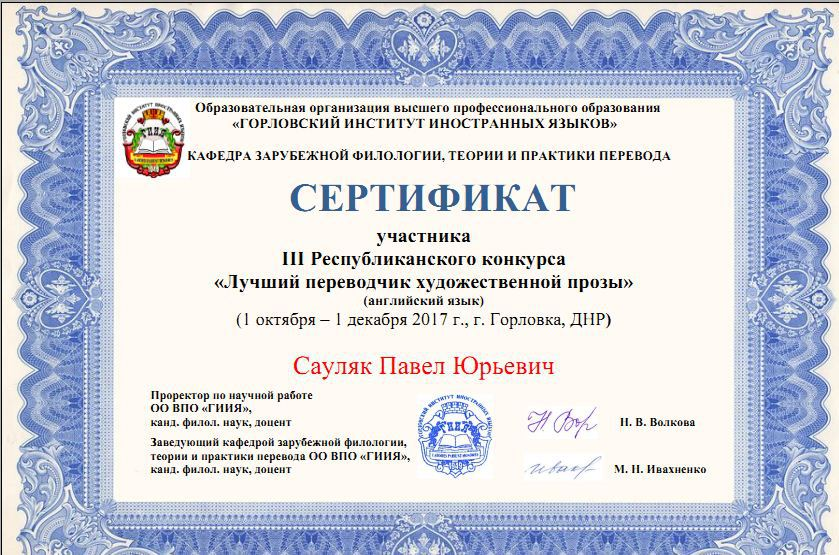 Образовательная организация высшего профессионального образования
«ГОРЛОВСКИЙ ИНСТИТУТ ИНОСТРАННЫХ ЯЗЫКОВ»
КАФЕДРА ЗАРУБЕЖНОЙ ФИЛОЛОГИИ, ТЕОРИИ И ПРАКТИКИ ПЕРЕВОДА
СЕРТИФИКАТ
участника
III Республиканского конкурса
«Лучший переводчик художественной прозы»
(английский язык)
(1 октября – 1 декабря 2017 г., г. Горловка, ДНР)
Сауляк Павел Юрьевич
Проректор по научной работе
ОО ВПО «ГИИЯ»,
канд. филол. наук, доцент
Н. В. Волкова
Заведующий кафедрой зарубежной филологии,
теории и практики перевода ОО ВПО «ГИИЯ»,
канд. филол. наук, доцент
М. Н. Ивахненко